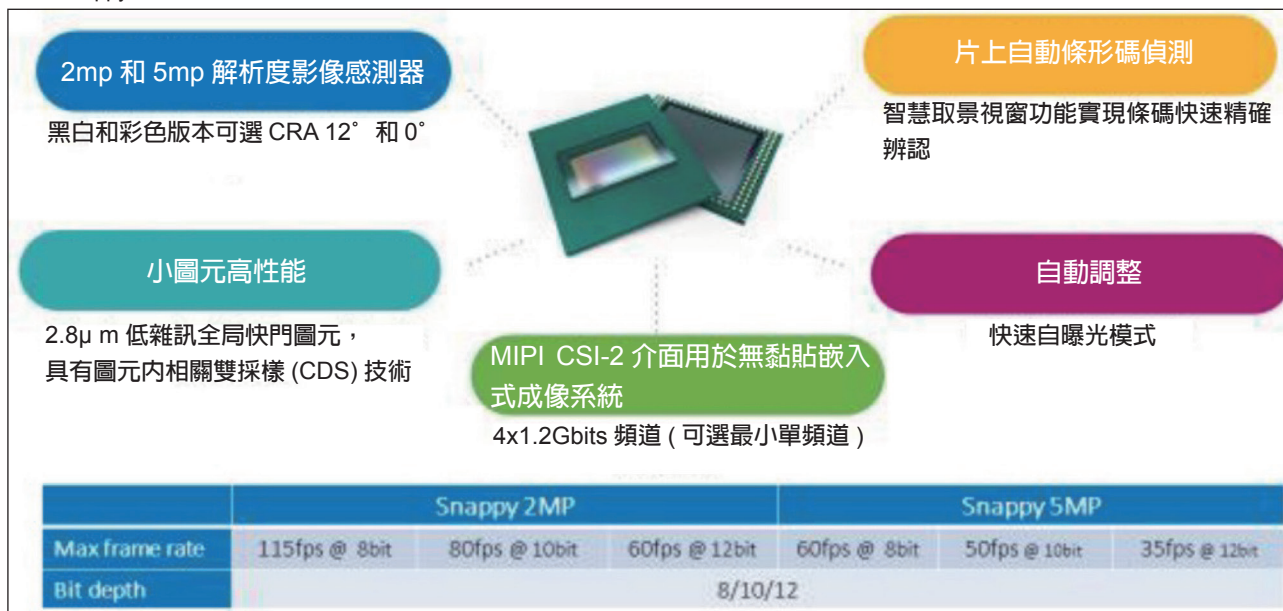 2mp 和 5mp 解析度影像感測器
黑白和彩色版本可選 CRA 12° 和 0°
片上自動條形碼偵測
智慧取景視窗功能實現條碼快速精確
辨認
小圖元高性能
2.8μ m 低雜訊全局快門圖元，
具有圖元內相關雙採樣 (CDS) 技術
自動調整
快速自曝光模式
MIPI CSI-2 介面用於無黏貼嵌入
式成像系統
4x1.2Gbits 頻道 ( 可選最小單頻道 )
Snappy 2MP Snappy 5MP
Max frame rate 115fps @ 8bit 80fps @ 10bit 60fps @ 12bit 60fps @ 8bit 50fps @ 10bit 35fps @ 12bit
Bit depth 8/10/12